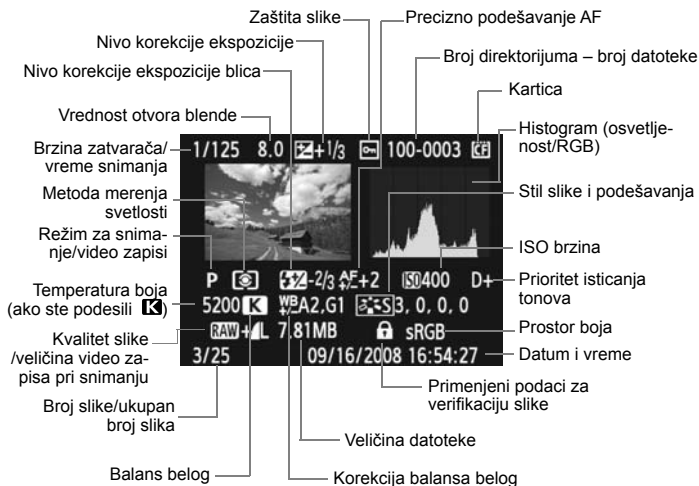 Zaštita slike
Precizno podešavanje AF
Nivo korekcije ekspozicije
Broj direktorijuma – broj datoteke
Nivo korekcije ekspozicije blica
Kartica
Vrednost otvora blende
Histogram (osvetlje-
nost/RGB)
Brzina zatvarača/
vreme snimanja
1/125 8.0 +1/3 100-0003 CF
Metoda merenja
svetlosti
Stil slike i podešavanja
Režim za snima-
nje/video zapisi
ISO brzina
P -2/3 AF+2 ISO400 D+
Prioritet isticanja
tonova
Temperatura boja
(ako ste podesili K)
5200 K WB A2,G1 S 3, 0, 0, 0
Kvalitet slike
/veličina video za-
pisa pri snimanju
RAW+L 7.81MB sRGB
Prostor boja
3/25 09/16/2008 16:54:27
Datum i vreme
Broj slike/ukupan
broj slika
Primenjeni podaci za
verifikaciju slike
Veličina datoteke
Balans belog
Korekcija balansa belog